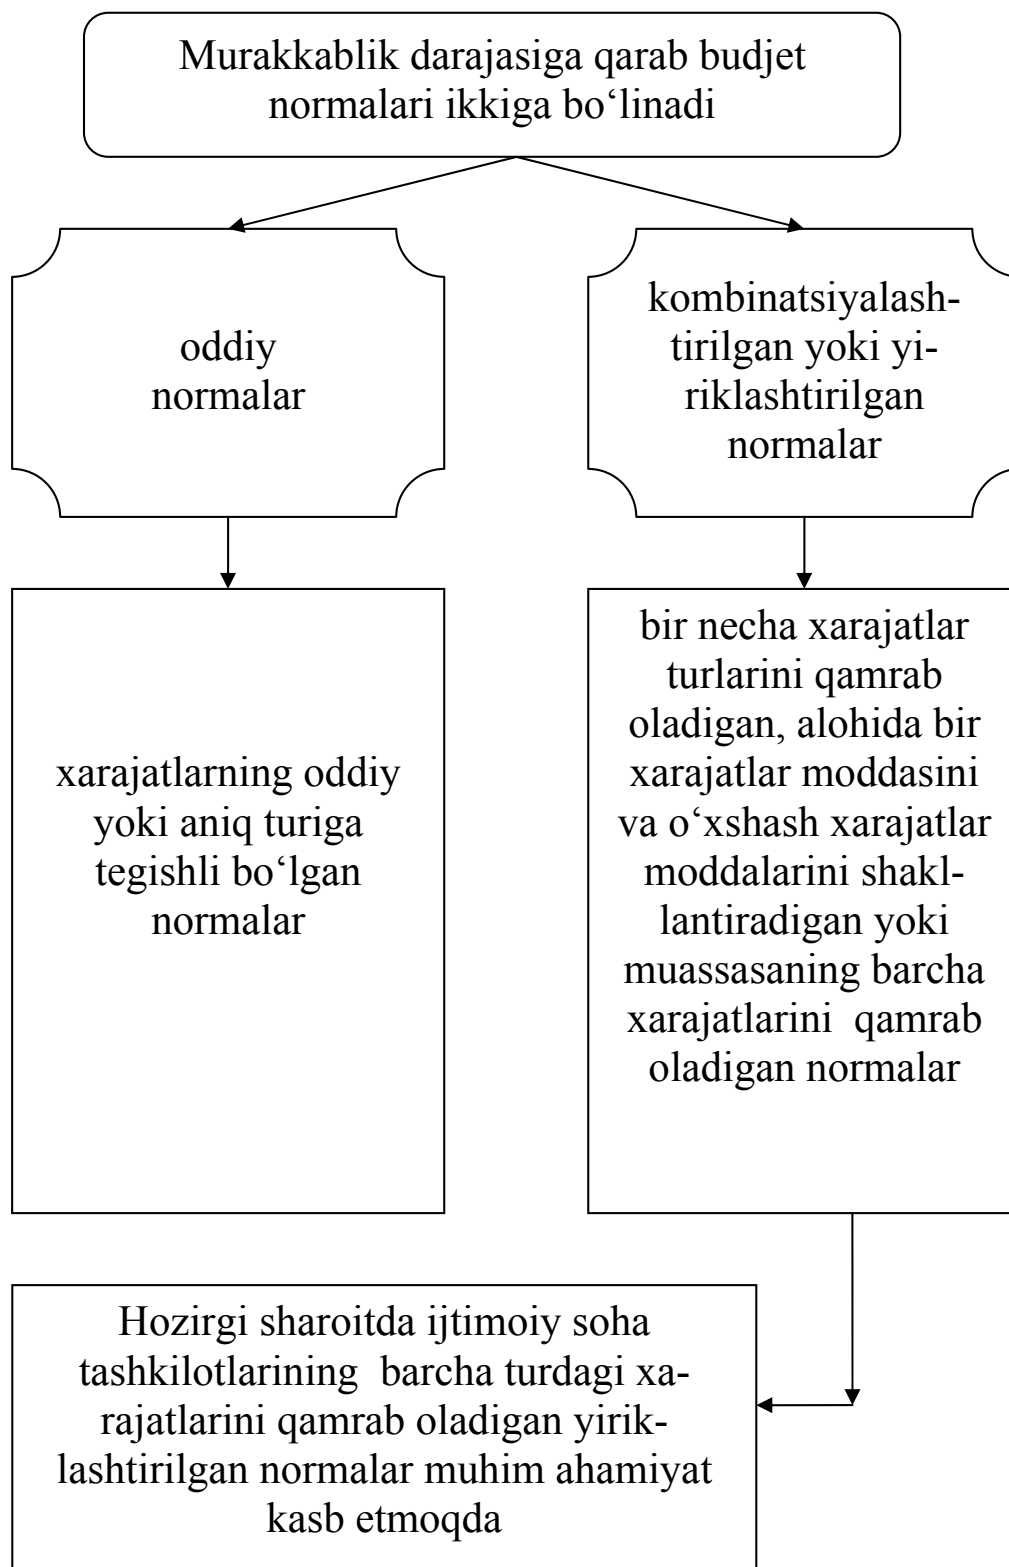 Murakkablik darajasiga qarab budjet
normalari ikkiga bo‘linadi
oddiy
normalar
kombinatsiyalash-
tirilgan yoki yi-
riklashtirilgan
normalar
xarajatlarning oddiy
yoki aniq turiga
tegishli bo‘lgan
normalar
bir necha xarajatlar
turlarini qamrab
oladigan, alohida bir
xarajatlar moddasini
va o‘xshash xarajatlar
moddalarini shakl-
lantiradigan yoki
muassasaning barcha
xarajatlarini qamrab
oladigan normalar
Hozirgi sharoitda ijtimoiy soha
tashkilotlarining barcha turdagi xa-
rajatlarini qamrab oladigan yirik-
lashtirilgan normalar muhim ahamiyat
kasb etmoqda